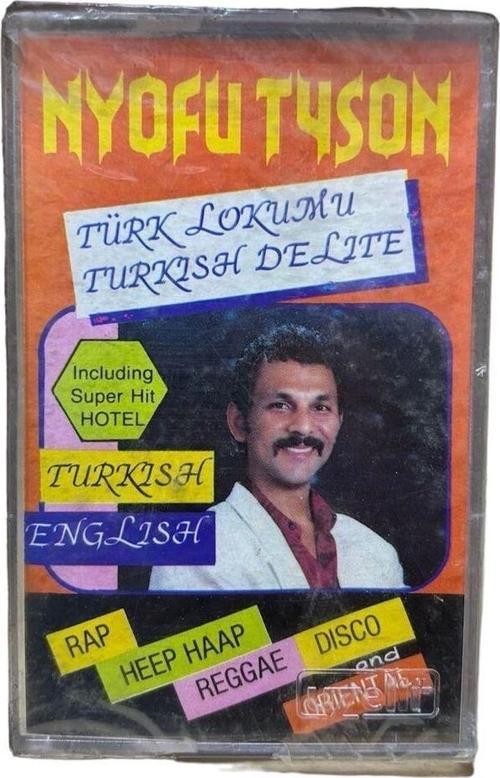 NYOFU TYSON
TÜRK LOKUMU
TURKISH DELITE
Including
Super Hit
HOTEL
TURKISH
ENGLISH
RAP
HEEP HAAP
REGGAE
DISCO
and
ORIENTAL